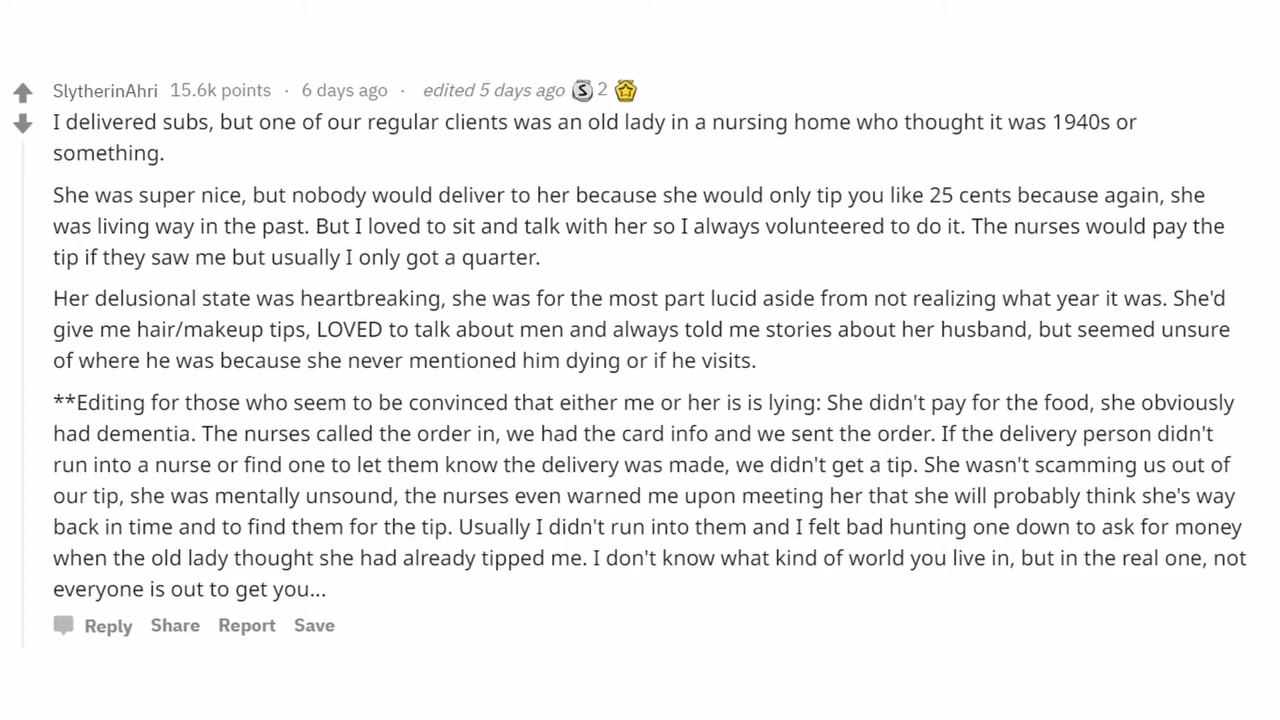 SlytherinAhri 15.6k points · 6 days ago · edited 5 days ago S 2
I delivered subs, but one of our regular clients was an old lady in a nursing home who thought it was 1940s or
something.
She was super nice, but nobody would deliver to her because she would only tip you like 25 cents because again, she
was living way in the past. But I loved to sit and talk with her so I always volunteered to do it. The nurses would pay the
tip if they saw me but usually I only got a quarter.
Her delusional state was heartbreaking, she was for the most part lucid aside from not realizing what year it was. She'd
give me hair/makeup tips, LOVED to talk about men and always told me stories about her husband, but seemed unsure
of where he was because she never mentioned him dying or if he visits.
**Editing for those who seem to be convinced that either me or her is is lying: She didn't pay for the food, she obviously
had dementia. The nurses called the order in, we had the card info and we sent the order. If the delivery person didn't
run into a nurse or find one to let them know the delivery was made, we didn't get a tip. She wasn't scamming us out of
our tip, she was mentally unsound, the nurses even warned me upon meeting her that she will probably think she's way
back in time and to find them for the tip. Usually I didn't run into them and I felt bad hunting one down to ask for money
when the old lady thought she had already tipped me. I don't know what kind of world you live in, but in the real one, not
everyone is out to get you...
Reply Share Report Save